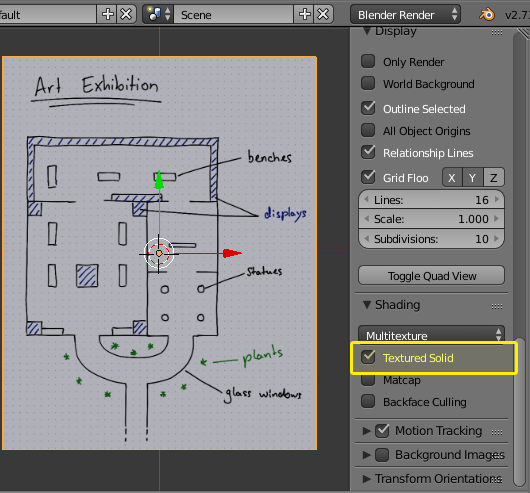 fault
Scene
Blender Render
v2.7
Display
Only Render
World Background
Outline Selected
All Object Origins
Relationship Lines
Grid Floo
X
Y
Z
Lines: 16
Scale: 1.000
Subdivisions: 10
Toggle Quad View
Shading
Multitexture
Textured Solid
Matcap
Backface Culling
Motion Tracking
Background Images
Transform Orientations
Art Exhibition
benches
displays
statues
plants
glass windows